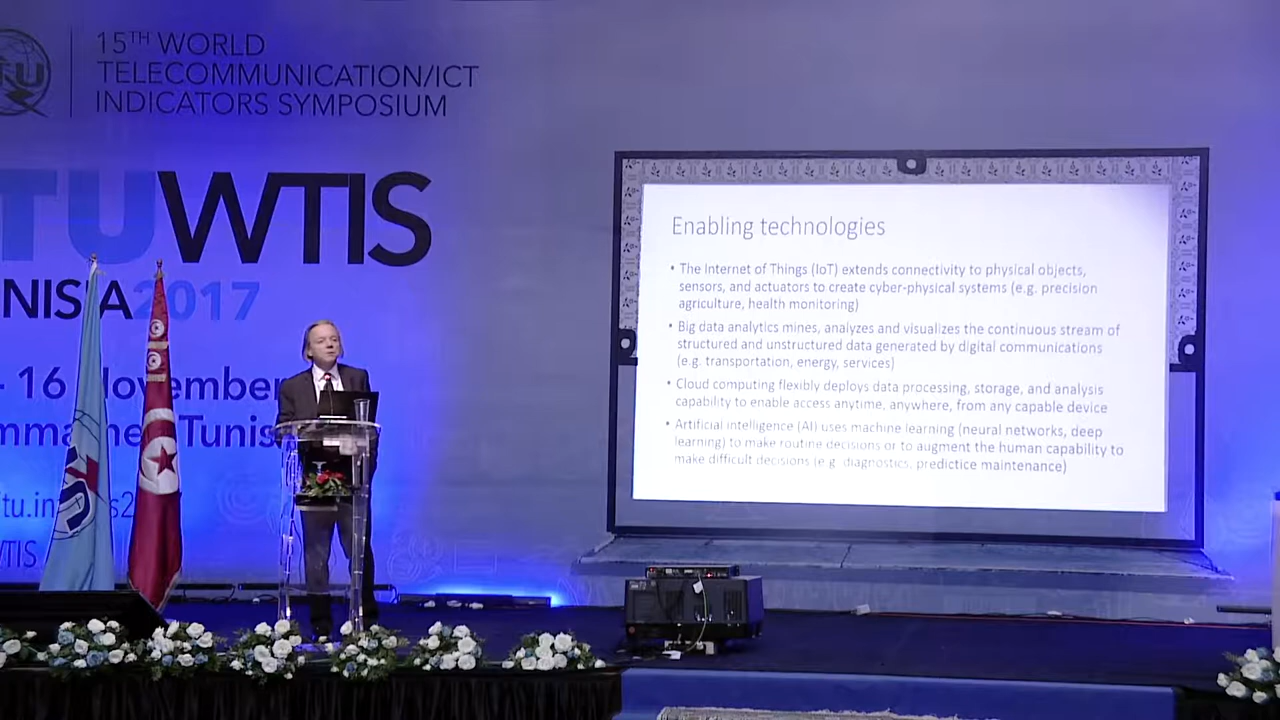 15TH WORLD
TELECOMMUNICATION/ICT
INDICATORS SYMPOSIUM
TUWTIS
NISIA2017
- 16 November
Tunis
itu.in
TIS
Enabling technologies
• The Internet of Things (IoT) extends connectivity to physical objects,
sensors, and actuators to create cyber-physical systems (e.g. precision
agriculture, health monitoring)
• Big data analytics mines, analyzes and visualizes the continuous stream of
structured and unstructured data generated by digital communications
(e.g. transportation, energy, services)
• Cloud computing flexibly deploys data processing, storage, and analysis
capability to enable access anytime, anywhere, from any capable device
• Artificial intelligence (AI) uses machine learning (neural networks, deep
learning) to make routine decisions or to augment the human capability to
make difficult decisions (e.g. diagnostics, predictice maintenance)